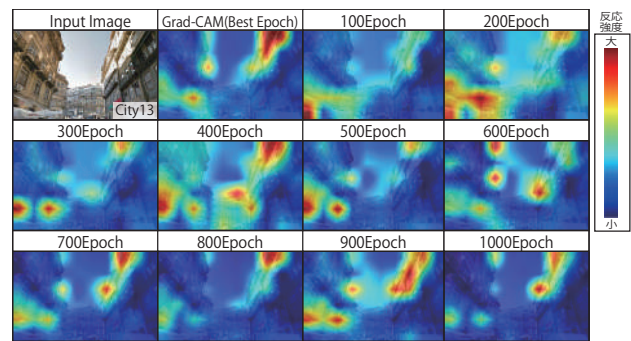 Input Image
Grad-CAM(Best Epoch)
100Epoch
200Epoch
反応
強度
大
City13
300Epoch
400Epoch
500Epoch
600Epoch
小
700Epoch
800Epoch
900Epoch
1000Epoch